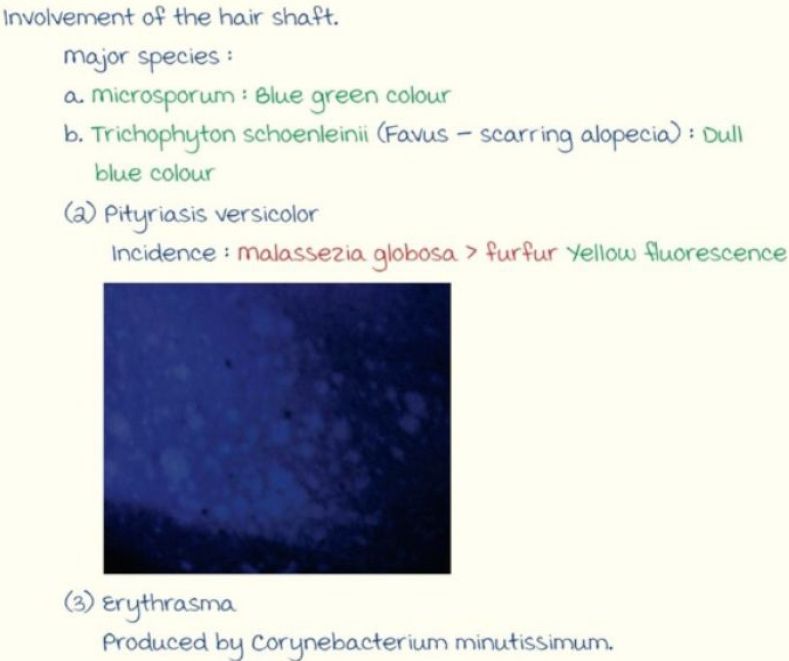 Involvement of the hair shaft.
major species :
a. microsporum : Blue green colour
b. Trichophyton schoenleinii (Favus – scarring alopecia) : Dull
blue colour
(2) Pityriasis versicolor
Incidence : malassezia globosa > furfur Yellow fluorescence
(3) Erythrasma
Produced by Corynebacterium minutissimum.